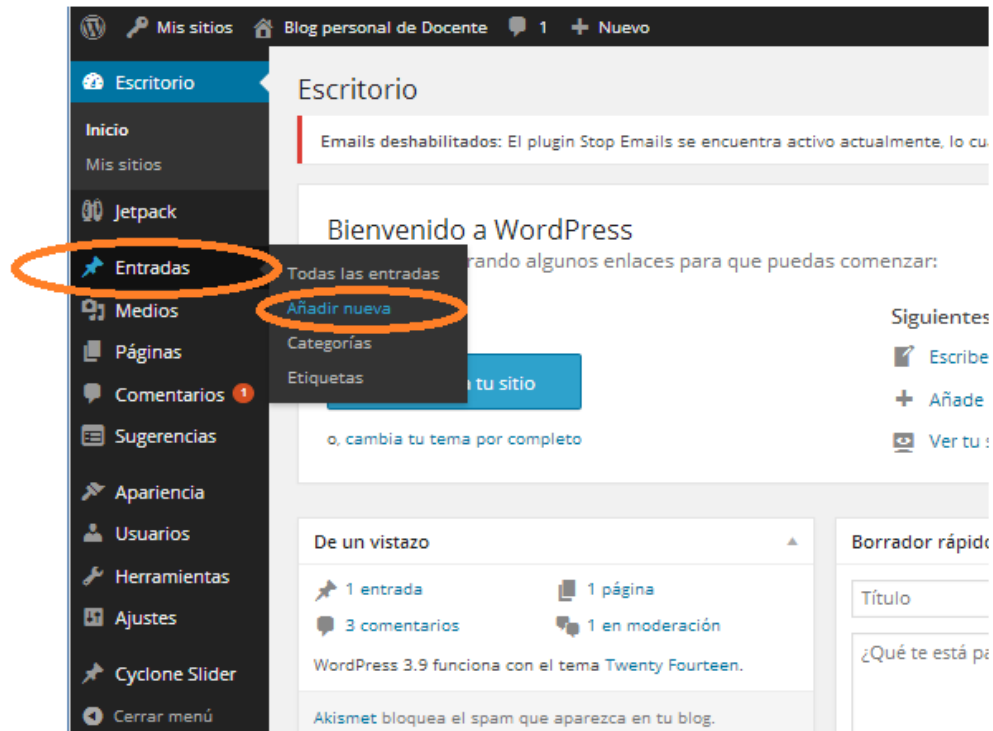 Mis sitios Blog personal de Docente 1 + Nuevo
Escritorio
Inicio
Mis sitios
Jetpack
Entradas
Medios
Páginas
Comentarios 1
Sugerencias
Apariencia
Usuarios
Herramientas
Ajustes
Cyclone Slider
Cerrar menú
Todas las entradas
Añadir nueva
Categorías
Etiquetas
Escritorio
Emails deshabilitados: El plugin Stop Emails se encuentra activo actualmente, lo
Bienvenido a WordPress
algunos enlaces para que puedas comenzar:
tu sitio
o, cambia tu tema por completo
Siguientes
Escribe
Añade
Ver tu
De un vistazo
1 entrada
1 página
3 comentarios
1 en moderación
WordPress 3.9 funciona con el tema Twenty Fourteen.
Akismet bloquea el spam que aparezca en tu blog.
Borrador rápido
Título
¿Qué te está